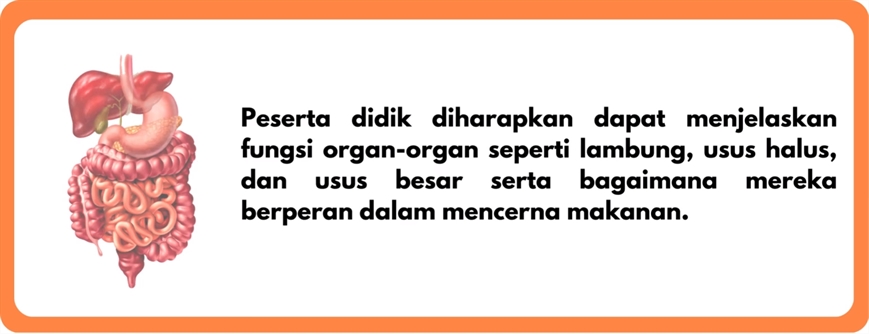 Peserta didik diharapkan dapat menjelaskan
fungsi organ-organ seperti lambung, usus halus,
dan usus besar serta bagaimana mereka
berperan dalam mencerna makanan.